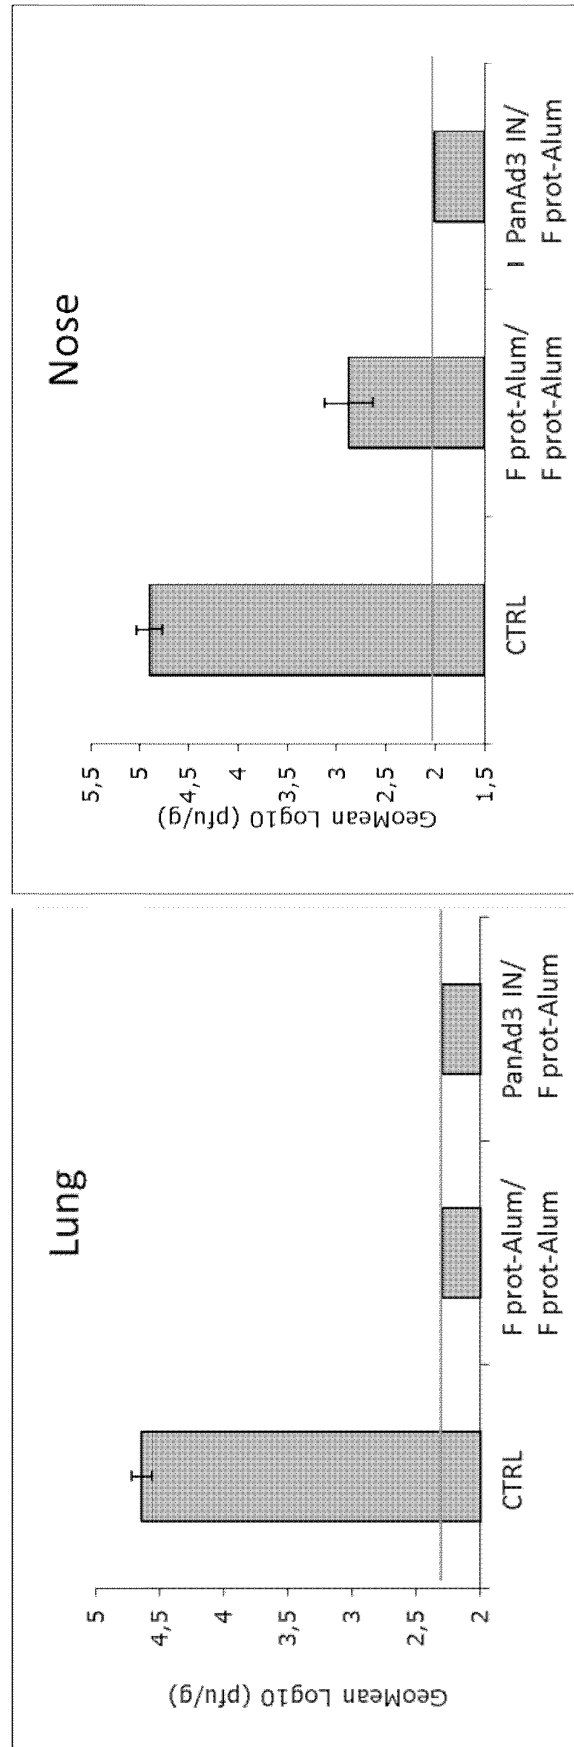 Lung
GeoMean Log10 (pfu/g)
5
4,5
4
3,5
3
2,5
2
CTRL
F prot-Alum/
F prot-Alum
PanAd3 IN/
F prot-Alum
Nose
GeoMean Log10 (pfu/g)
5,5
5
4,5
4
3,5
3
2,5
2
1,5
CTRL
F prot-Alum/
F prot-Alum
PanAd3 IN/
F prot-Alum